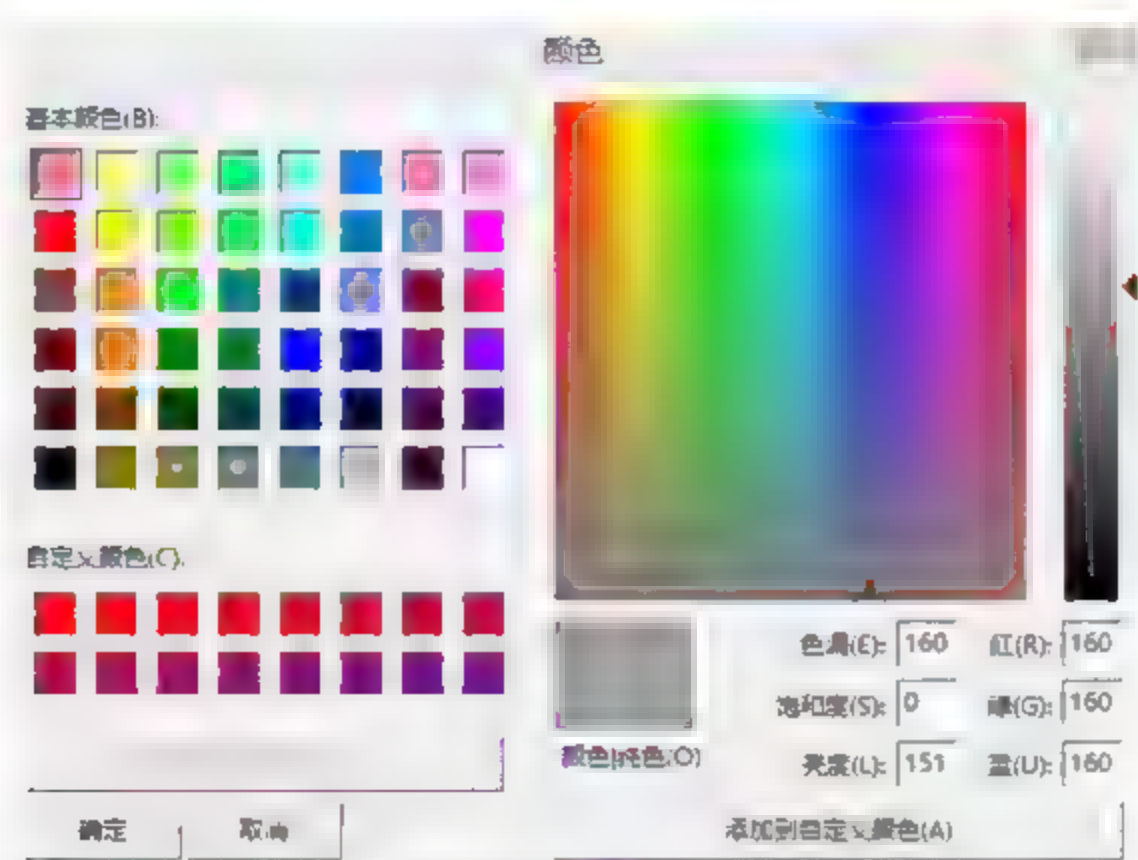 颜色
基本颜色(B):
自定义颜色(C):
色调(E): 160 红(R): 160
饱和度(S): 0 绿(G): 160
颜色|纯色(O) 亮度(L): 151 蓝(U): 160
确定 取消 添加到自定义颜色(A)